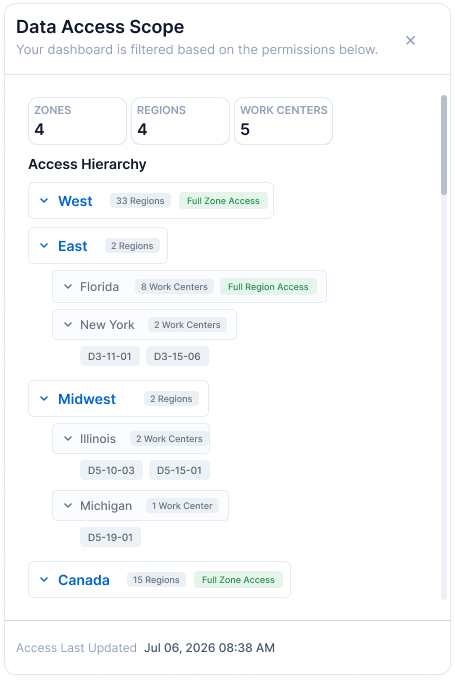 Data Access Scope
Your dashboard is filtered based on the permissions below.
ZONES REGIONS WORK CENTERS
4 4 5
Access Hierarchy
West 33 Regions Full Zone Access
East 2 Regions
Florida 8 Work Centers Full Region Access
New York 2 Work Centers
D3-11-01 D3-15-06
Midwest 2 Regions
Illinois 2 Work Centers
D5-10-03 D5-15-01
Michigan 1 Work Center
D5-19-01
Canada 15 Regions Full Zone Access
Access Last Updated Jul 06, 2026 08:38 AM